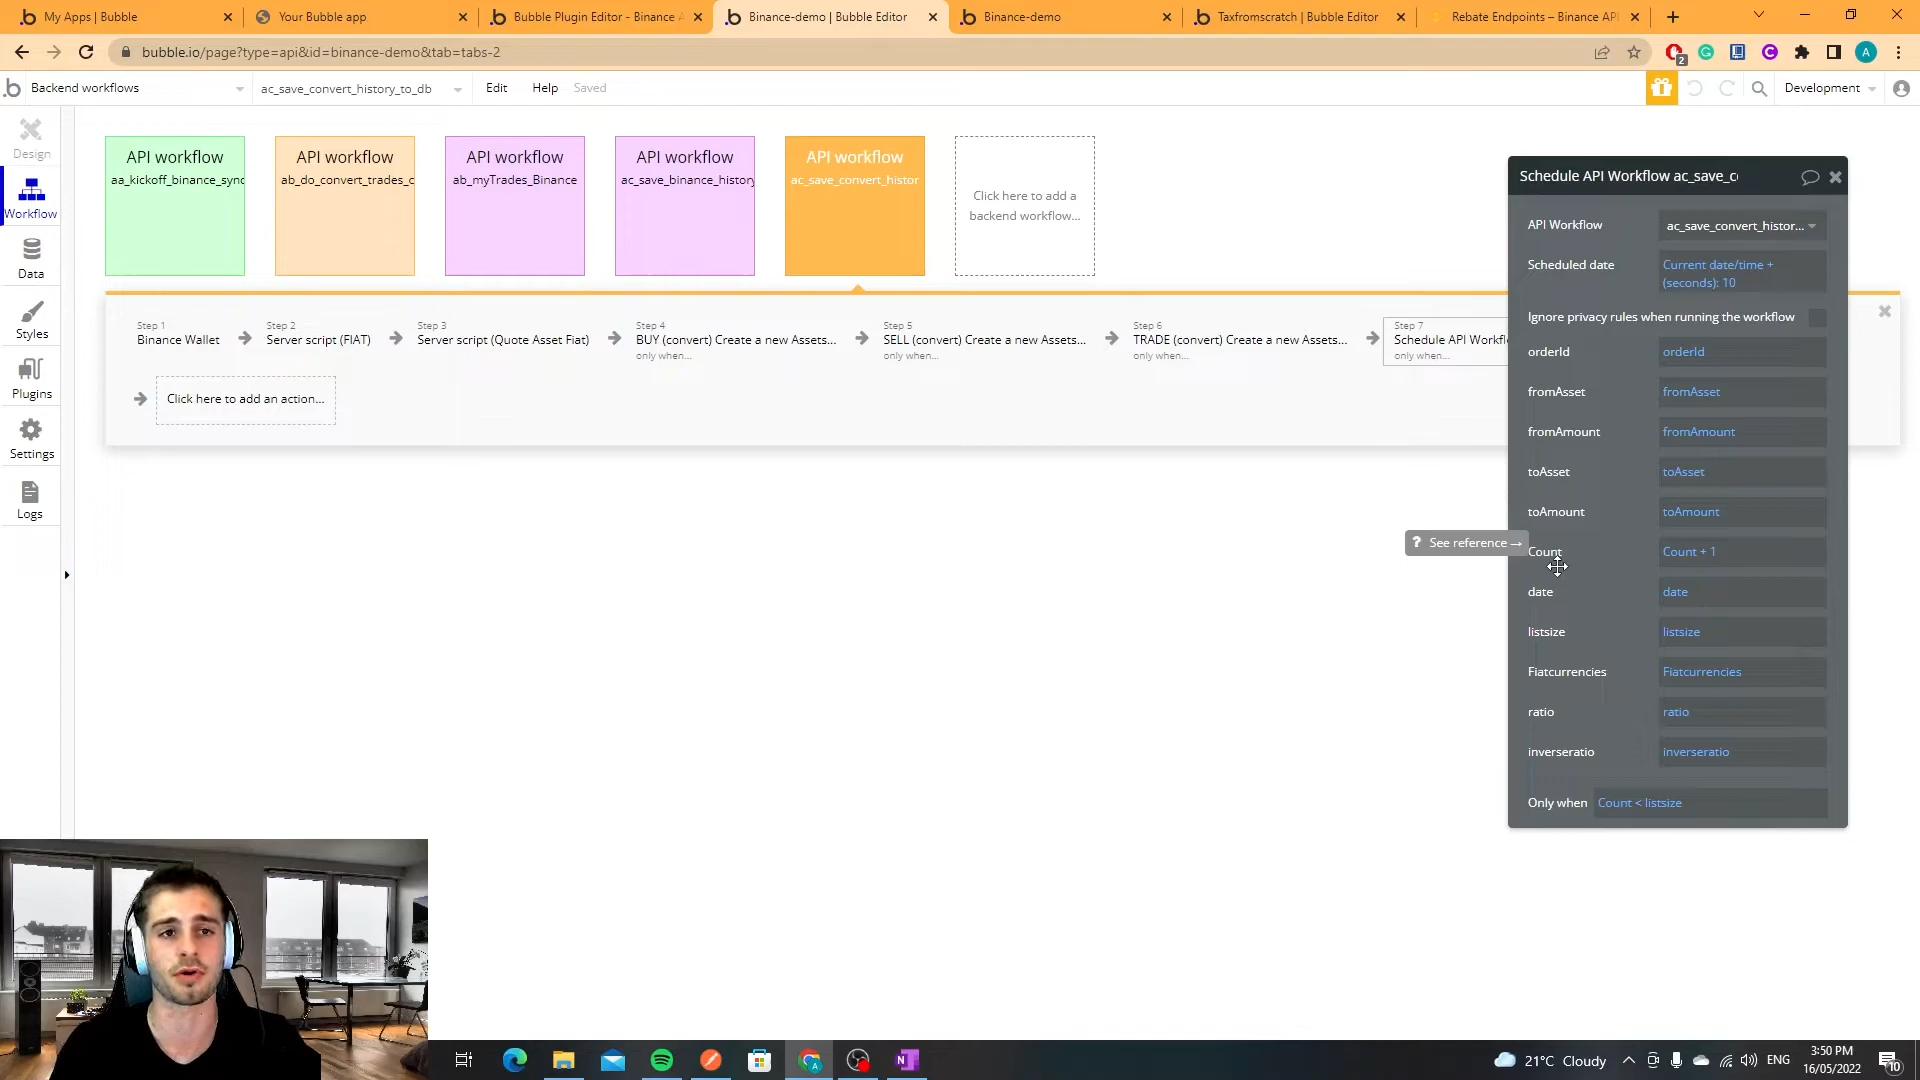 My Apps | Bubble
Your Bubble app
Bubble Plugin Editor - Binance A
Binance-demo | Bubble Editor
Binance-demo
Taxfromscratch | Bubble Editor
Rebate Endpoints – Binance API
bubble.io/page?type=api&id=binance-demo&tab=tabs-2
2
A
Backend workflows
ac_save_convert_history_to_db
Edit
Help
Saved
Development
Design
Workflow
Data
Styles
Plugins
Settings
Logs
API workflow
aa_kickoff_binance_sync
API workflow
ab_do_convert_trades_c
API workflow
ab_myTrades_Binance
API workflow
ac_save_binance_history
API workflow
ac_save_convert_histor
Click here to add a
backend workflow...
Step 1
Binance Wallet
Step 2
Server script (FIAT)
Step 3
Server script (Quote Asset Fiat)
Step 4
BUY (convert) Create a new Assets...
only when...
Step 5
SELL (convert) Create a new Assets...
only when...
Step 6
TRADE (convert) Create a new Assets...
only when...
Step 7
Schedule API Workfl
only when...
Click here to add an action...
Schedule API Workflow ac_save_c
API Workflow
ac_save_convert_histor...
Scheduled date
Current date/time +
(seconds): 10
Ignore privacy rules when running the workflow
orderId
orderId
fromAsset
fromAsset
fromAmount
fromAmount
toAsset
toAsset
toAmount
toAmount
? See reference →
Count
Count + 1
date
date
listsize
listsize
Fiatcurrencies
Fiatcurrencies
ratio
ratio
inverseratio
inverseratio
Only when
Count < listsize
21°C Cloudy
ENG
3:50 PM
16/05/2022
10